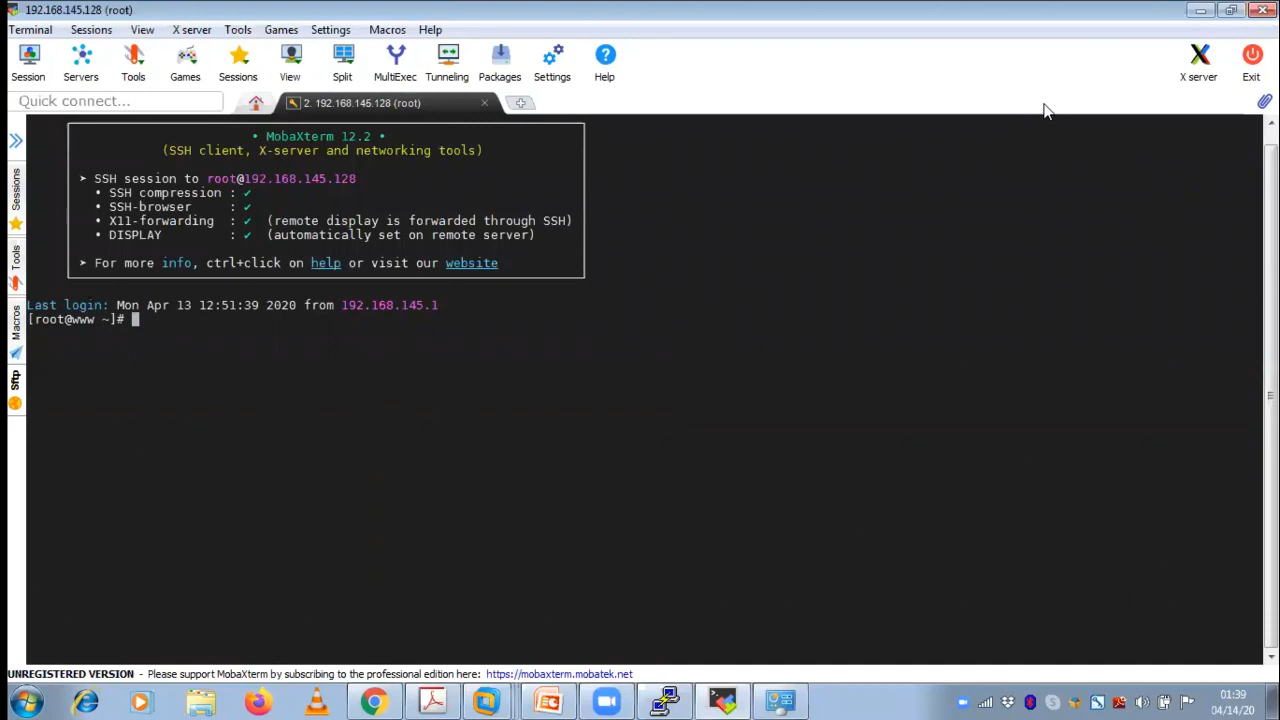 192.168.145.128 (root)
Terminal Sessions View X server Tools Games Settings Macros Help
Session Servers Tools Games Sessions View Split MultiExec Tunneling Packages Settings Help X server Exit
Quick connect... 2. 192.168.145.128 (root)
• MobaXterm 12.2 •
(SSH client, X-server and networking tools)
➤ SSH session to root@192.168.145.128
• SSH compression : ✔
• SSH-browser : ✔
• X11-forwarding : ✔ (remote display is forwarded through SSH)
• DISPLAY : ✔ (automatically set on remote server)
➤ For more info, ctrl+click on help or visit our website
Last login: Mon Apr 13 12:51:39 2020 from 192.168.145.1
[root@www ~]#
Sessions
Tools
Macros
Sftp
UNREGISTERED VERSION - Please support MobaXterm by subscribing to the professional edition here: https://mobaxterm.mobatek.net
01:39
04/14/20